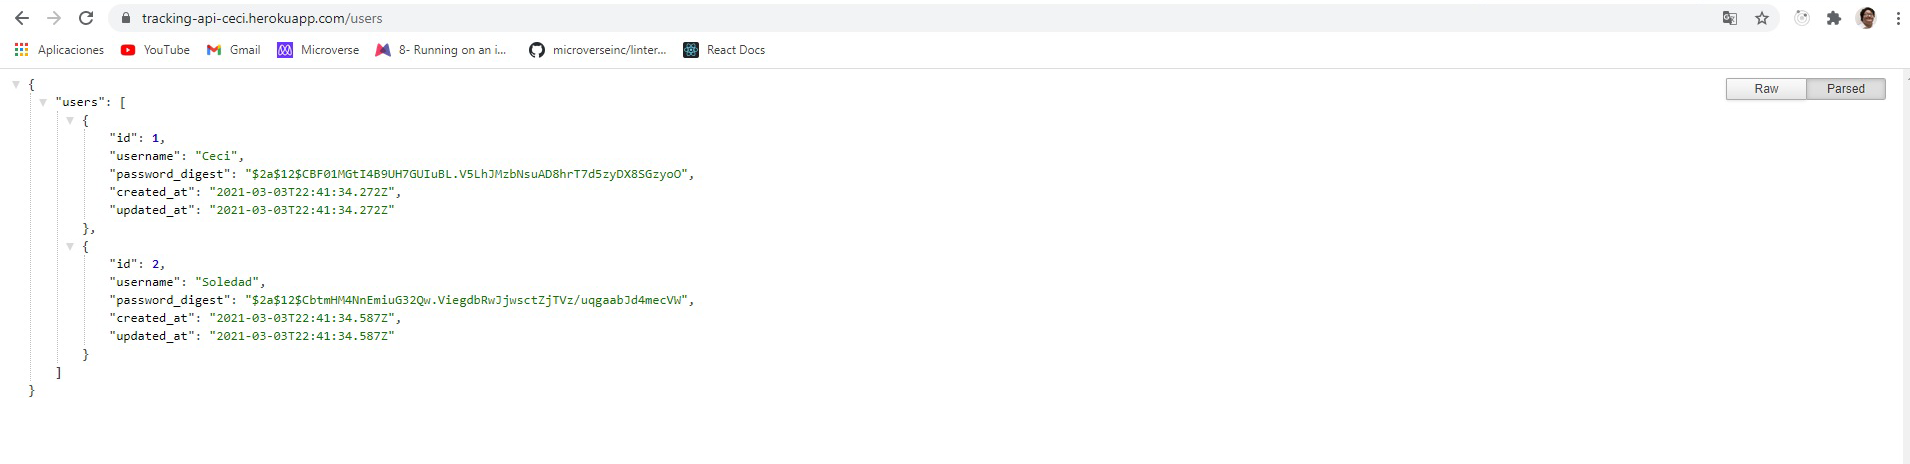 tracking-api-ceci.herokuapp.com/users
Aplicaciones YouTube Gmail Microverse 8- Running on an i... microverseinc/linter... React Docs
Raw Parsed
{
"users": [
{
"id": 1,
"username": "Ceci",
"password_digest": "$2a$12$CBF01MGtI4B9UH7GUIuBL.V5LhJMzbNsuAD8hrT7d5zyDX8SGzyoO",
"created_at": "2021-03-03T22:41:34.272Z",
"updated_at": "2021-03-03T22:41:34.272Z"
},
{
"id": 2,
"username": "Soledad",
"password_digest": "$2a$12$CbtmHM4NnEmiuG32Qw.ViegdbRwJjwsctZjTVz/uqgaabJd4mecVW",
"created_at": "2021-03-03T22:41:34.587Z",
"updated_at": "2021-03-03T22:41:34.587Z"
}
]
}